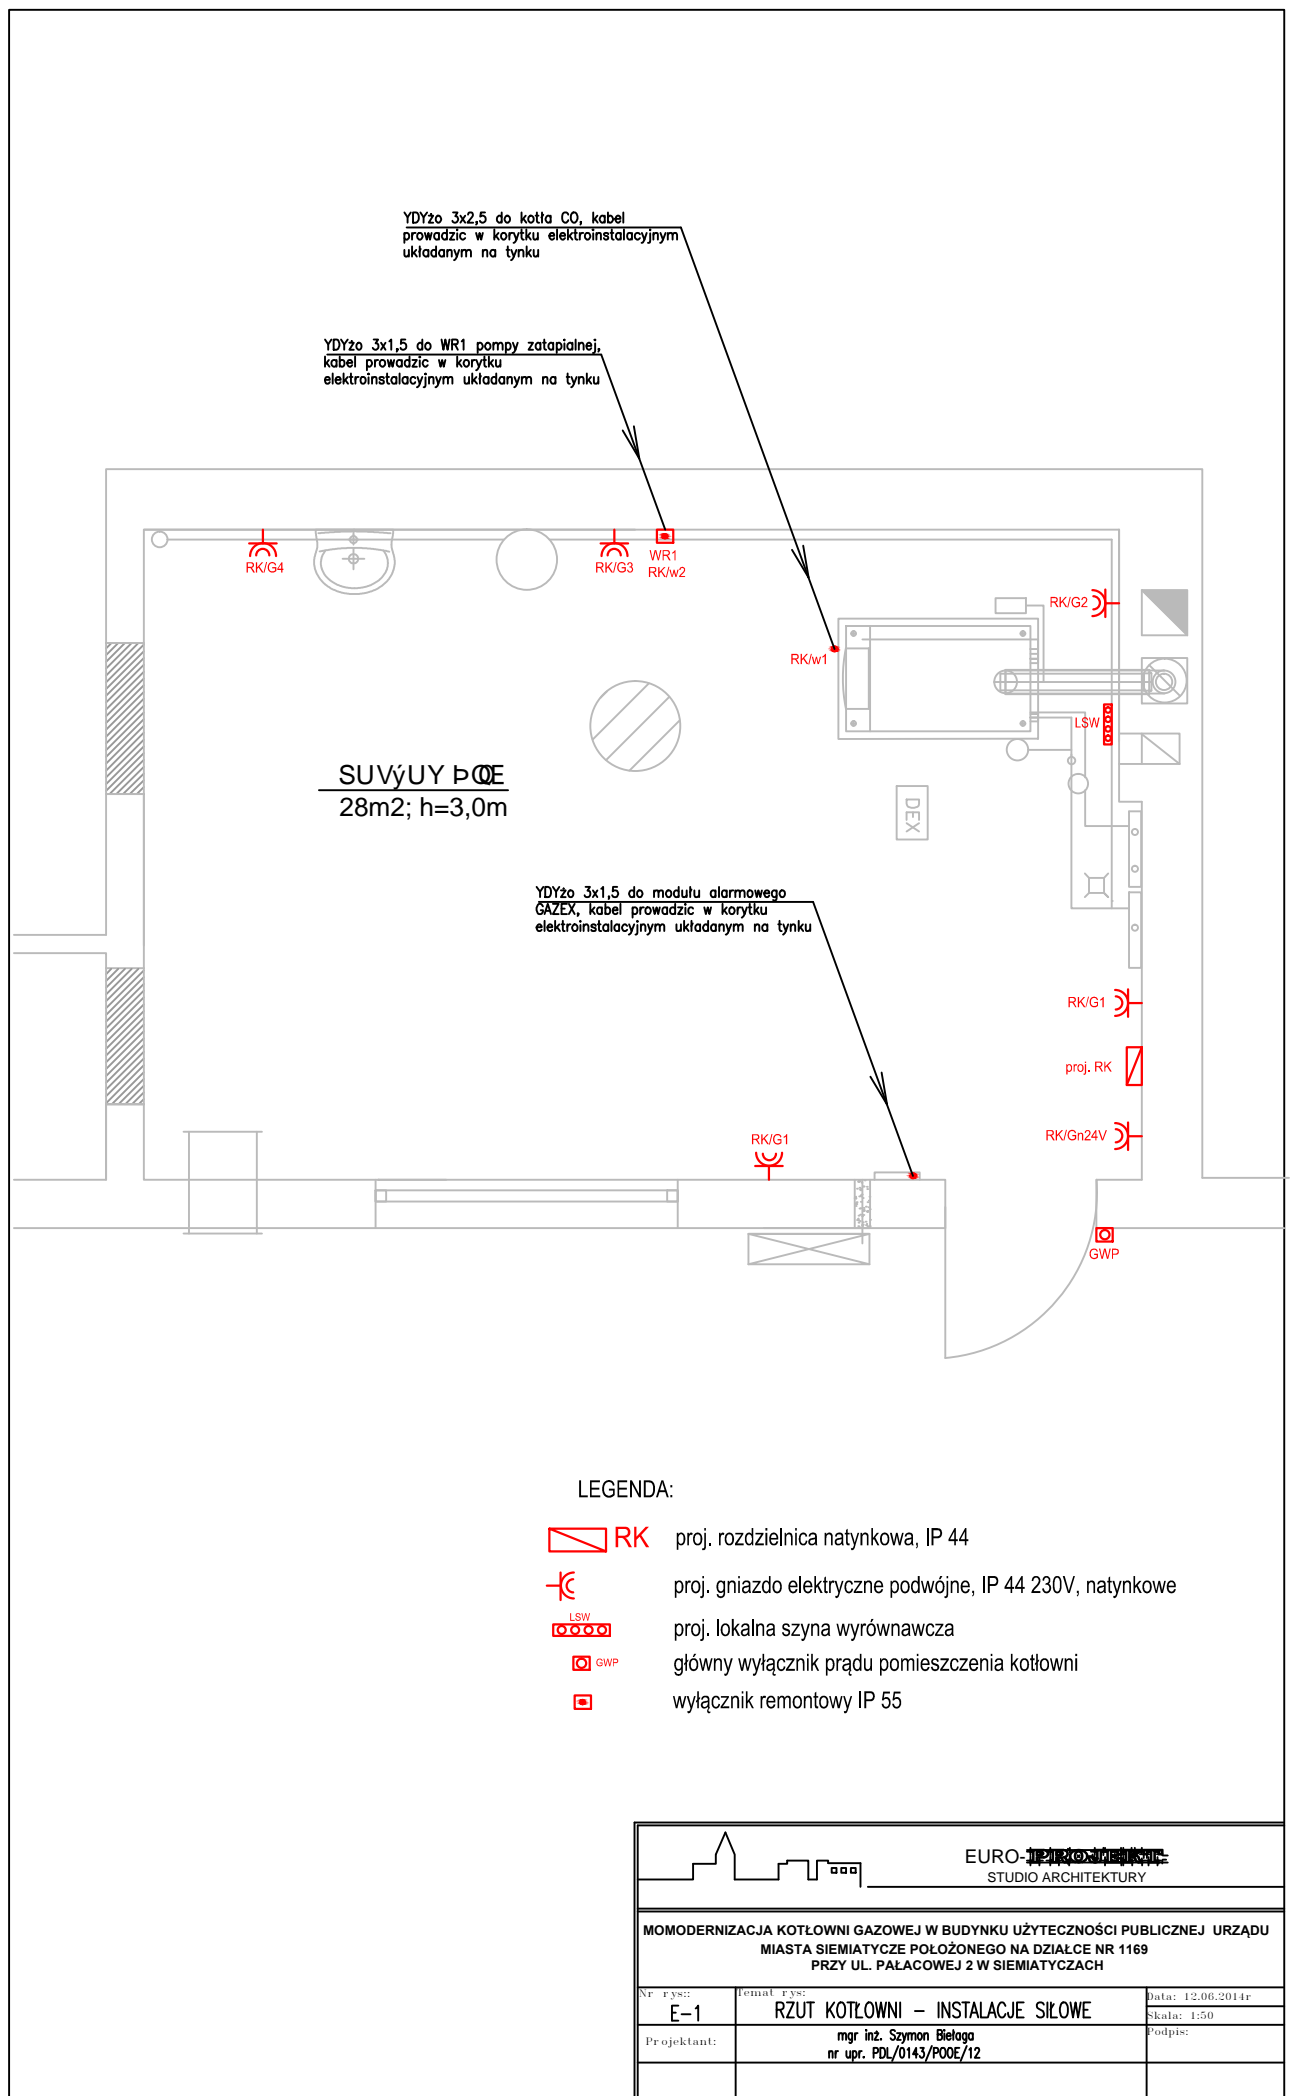 YDYżo 3x2,5 do kotła CO, kabel
prowadzic w korytku elektroinstalacyjnym
układanym na tynku
YDYżo 3x1,5 do WR1 pompy zatapialnej,
kabel prowadzic w korytku
elektroinstalacyjnym układanym na tynku
RK/G4
RK/G3
WR1
RK/w2
RK/G2
RK/w1
LSW
28m2; h=3,0m
DEX
YDYżo 3x1,5 do modułu alarmowego
GAZEX, kabel prowadzic w korytku
elektroinstalacyjnym układanym na tynku
RK/G1
proj. RK
RK/Gn24V
RK/G1
GWP
LEGENDA:
RK proj. rozdzielnica natynkowa, IP 44
proj. gniazdo elektryczne podwójne, IP 44 230V, natynkowe
LSW proj. lokalna szyna wyrównawcza
GWP główny wyłącznik prądu pomieszczenia kotłowni
wyłącznik remontowy IP 55
EURO-
STUDIO ARCHITEKTURY
MOMODERNIZACJA KOTŁOWNI GAZOWEJ W BUDYNKU UŻYTECZNOŚCI PUBLICZNEJ URZĄDU
MIASTA SIEMIATYCZE POŁOŻONEGO NA DZIAŁCE NR 1169
PRZY UL. PAŁACOWEJ 2 W SIEMIATYCZACH
Nr rys.: Temat rys: Data: 12.06.2014r
E-1 RZUT KOTŁOWNI – INSTALACJE SIŁOWE
Skala: 1:50
Projektant: mgr inż. Szymon Bielaga Podpis:
nr upr. PDL/0143/POOE/12